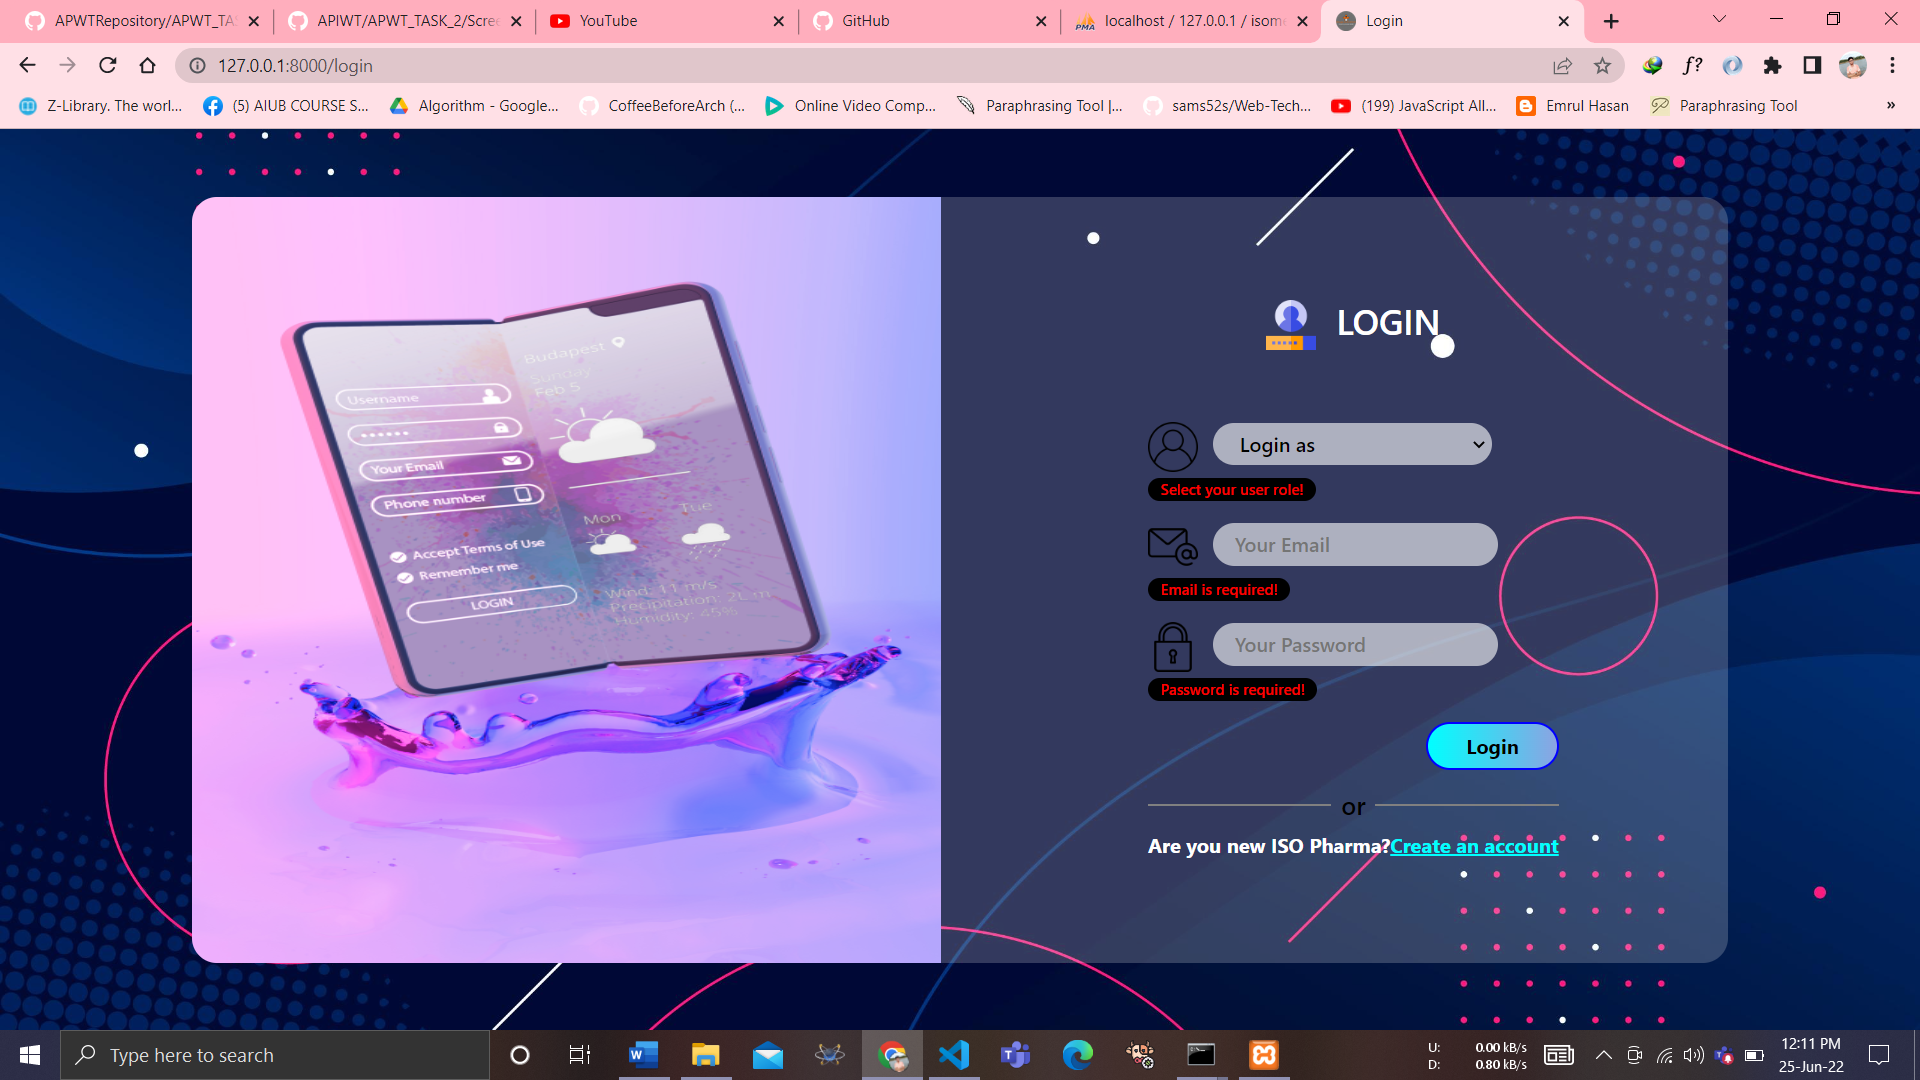 APWTRepository/APWT_TA
APIWT/APWT_TASK_2/Scree
YouTube
GitHub
localhost / 127.0.0.1 / isome
Login
127.0.0.1:8000/login
f?
Z-Library. The worl...
(5) AIUB COURSE S...
Algorithm - Google...
CoffeeBeforeArch (...
Online Video Comp...
Paraphrasing Tool |...
sams52s/Web-Tech...
(199) JavaScript All...
Emrul Hasan
Paraphrasing Tool
»
Budapest
Sunday
Feb 5
Username
Your Email
Phone number
Accept Terms of Use
Remember me
LOGIN
Mon
Tue
Wind: 11 m/s
Precipitation: 20 m
Humidity: 45%
LOGIN
Login as
Select your user role!
Your Email
Email is required!
Your Password
Password is required!
Login
or
Are you new ISO Pharma?Create an account
Type here to search
U: 0.00 kB/s
D: 0.80 kB/s
12:11 PM
25-Jun-22